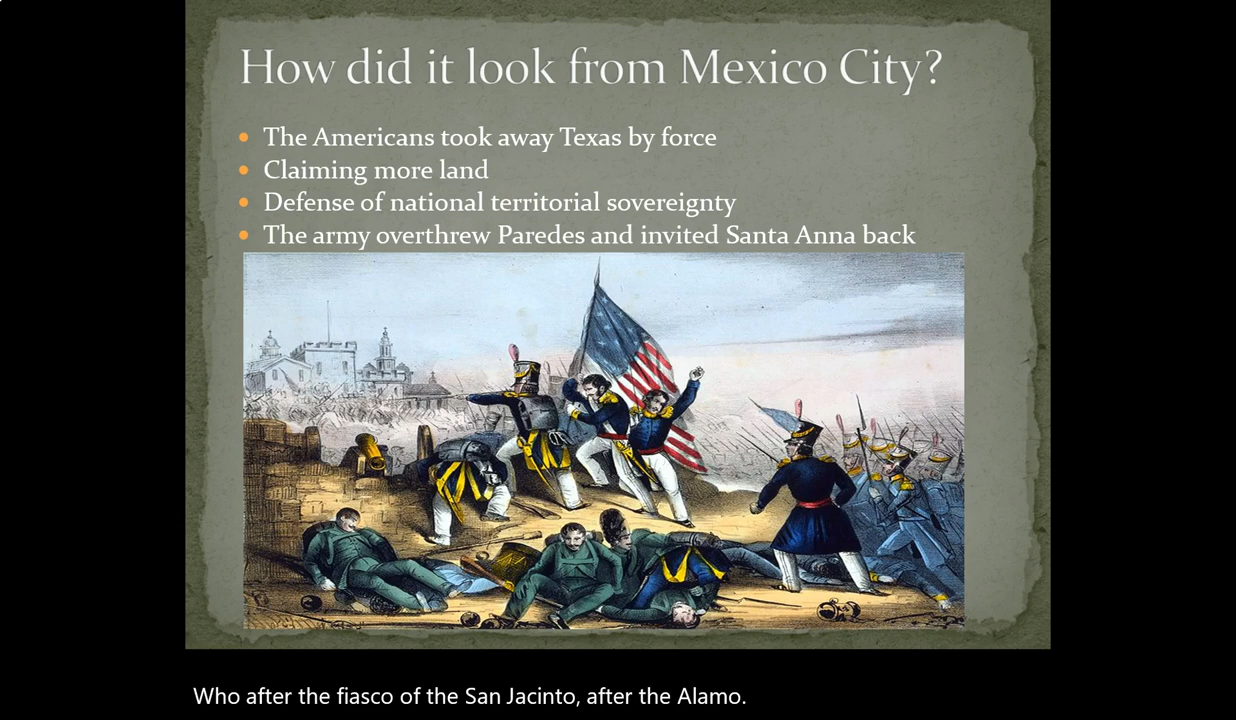 How did it look from Mexico City?
The Americans took away Texas by force
Claiming more land
Defense of national territorial sovereignty
The army overthrew Paredes and invited Santa Anna back
Who after the fiasco of the San Jacinto, after the Alamo.